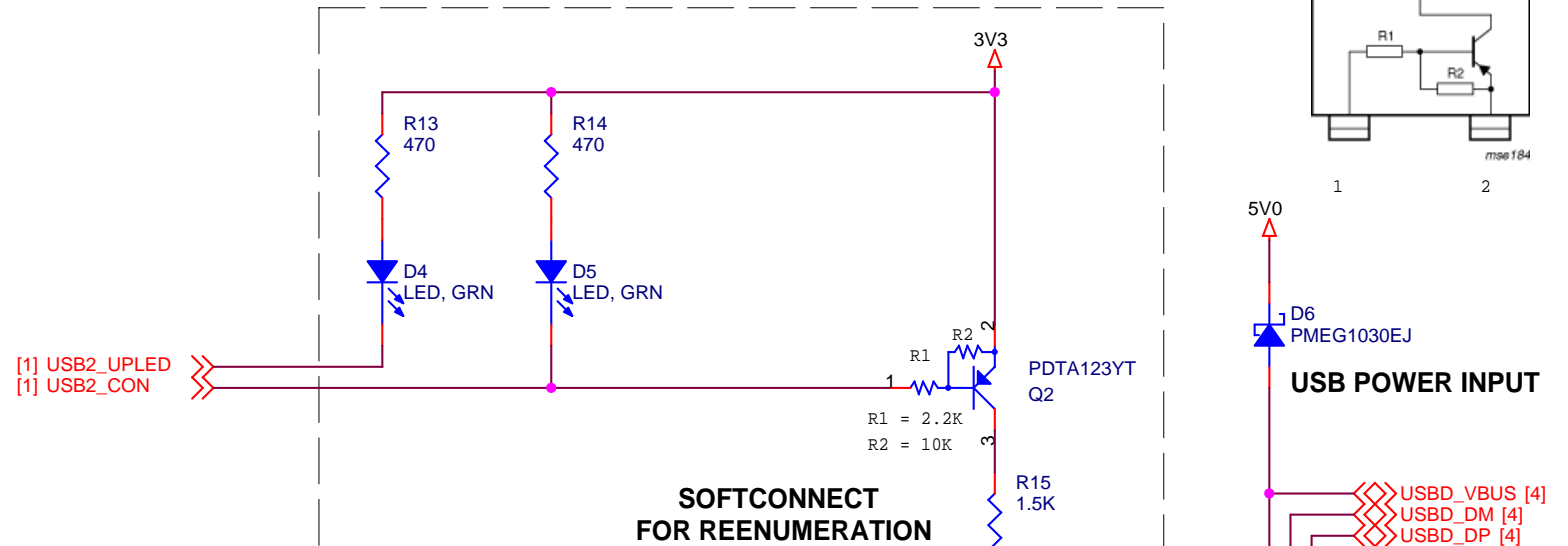 3V3
R1
R2
mse184
1 2
R13
470
R14
470
5V0
D4
LED, GRN
D5
LED, GRN
D6
PMEG1030EJ
[1] USB2_UPLED
[1] USB2_CON
R1
R2
2
1
3
PDTA123YT
Q2
USB POWER INPUT
R1 = 2.2K
R2 = 10K
R15
1.5K
SOFTCONNECT
FOR REENUMERATION
USBD_VBUS [4]
USBD_DM [4]
USBD_DP [4]